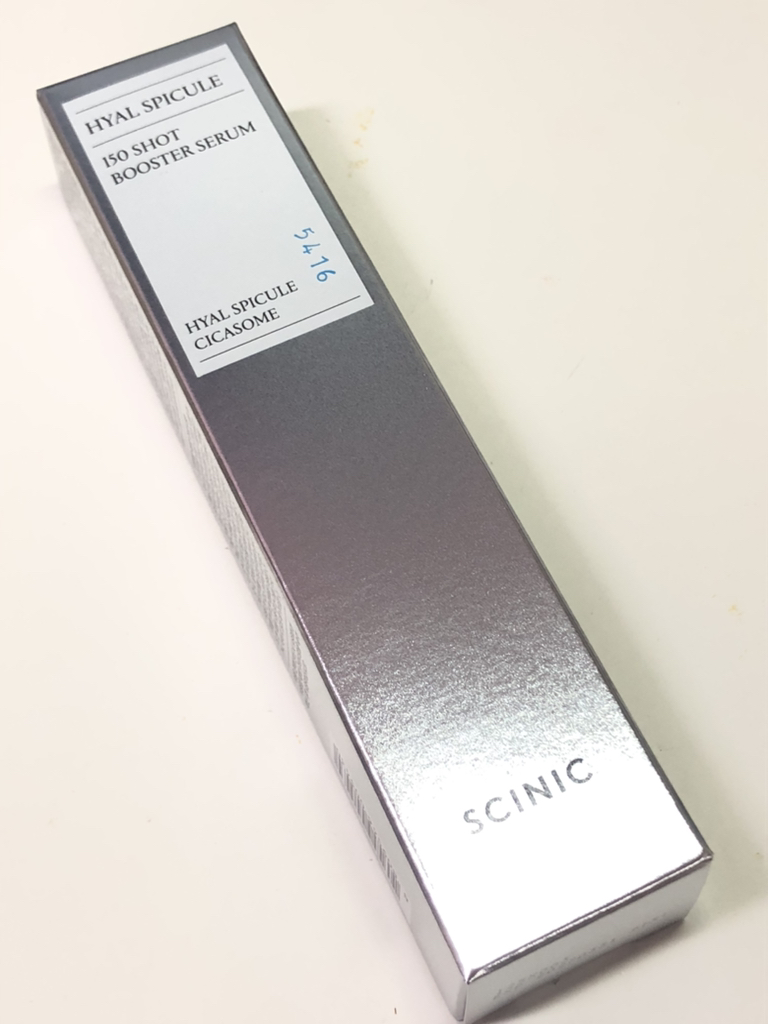 HYAL SPICULE
150 SHOT
BOOSTER SERUM
5416
HYAL SPICULE
CICASOME
SCINIC